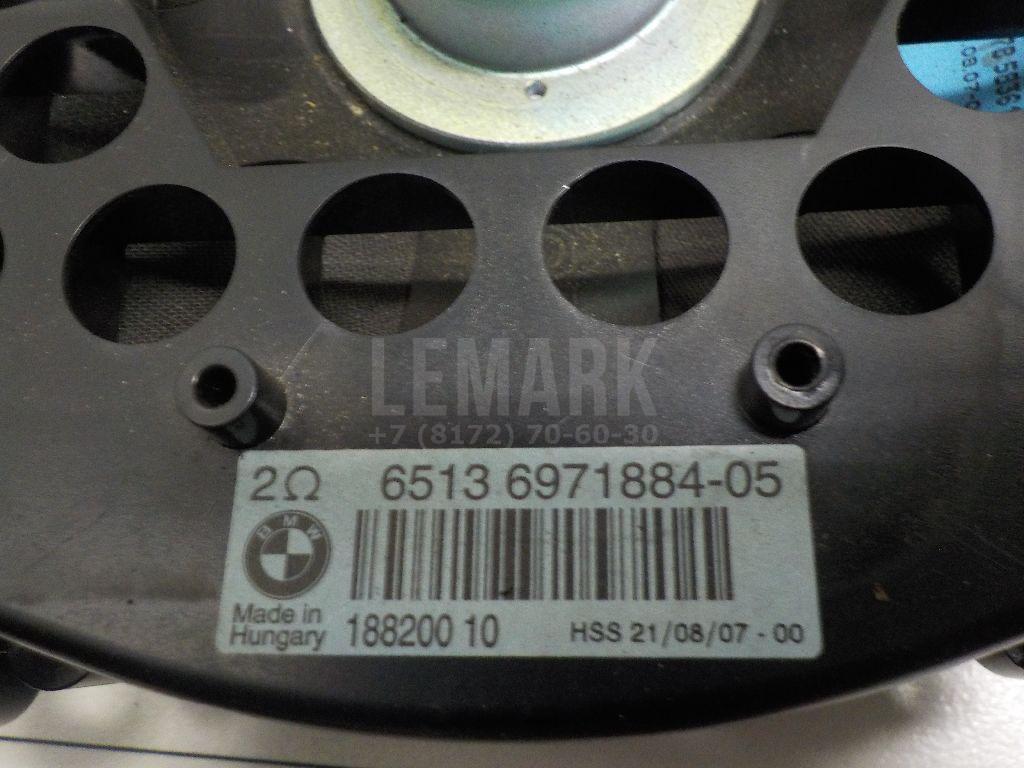 LEMARK
+7 (8172) 70-60-30
2Ω 6513 6971884-05
BMW
Made in
Hungary
188200 10
HSS 21/08/07 - 00